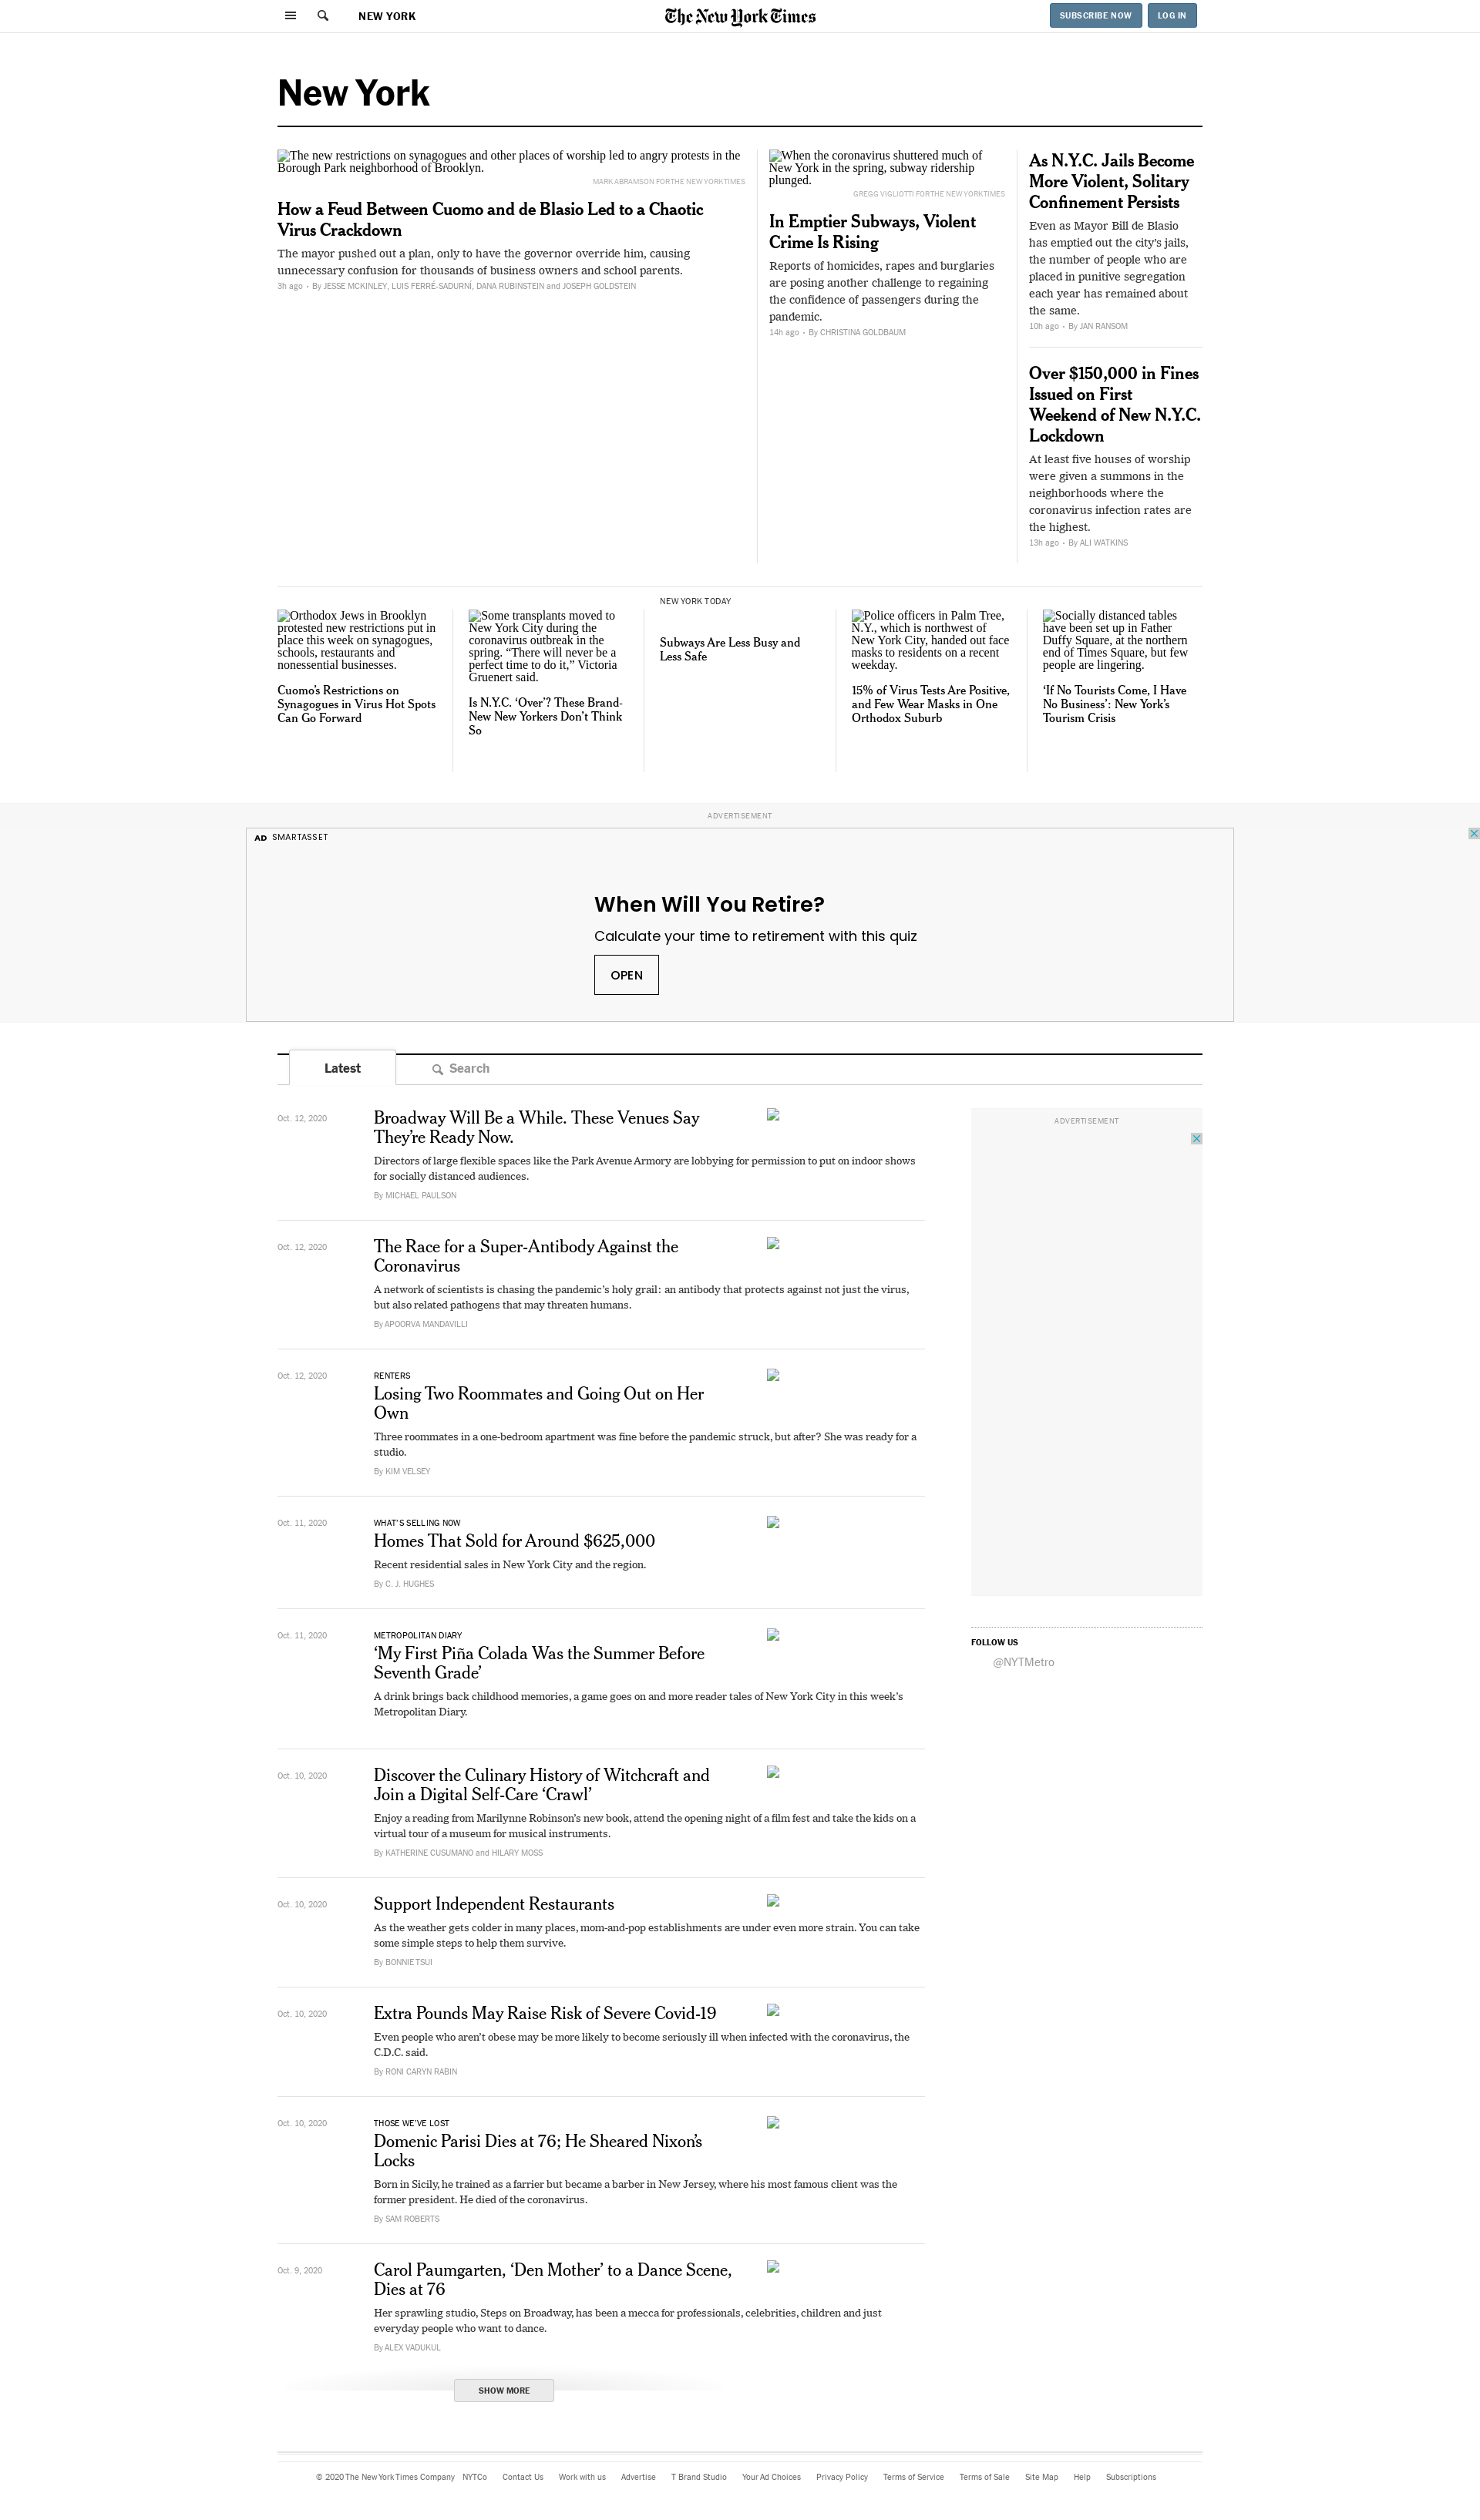 NEW YORK
The New York Times
SUBSCRIBE NOW
LOG IN
New York
The new restrictions on synagogues and other places of worship led to angry protests in the
Borough Park neighborhood of Brooklyn.
MARK ABRAMSON FOR THE NEW YORK TIMES
How a Feud Between Cuomo and de Blasio Led to a Chaotic
Virus Crackdown
The mayor pushed out a plan, only to have the governor override him, causing
unnecessary confusion for thousands of business owners and school parents.
3h ago • By JESSE MCKINLEY, LUIS FERRÉ-SADURNÍ, DANA RUBINSTEIN and JOSEPH GOLDSTEIN
When the coronavirus shuttered much of
New York in the spring, subway ridership
plunged.
GREGG VIGLIOTTI FOR THE NEW YORK TIMES
In Emptier Subways, Violent
Crime Is Rising
Reports of homicides, rapes and burglaries
are posing another challenge to regaining
the confidence of passengers during the
pandemic.
14h ago • By CHRISTINA GOLDBAUM
As N.Y.C. Jails Become
More Violent, Solitary
Confinement Persists
Even as Mayor Bill de Blasio
has emptied out the city’s jails,
the number of people who are
placed in punitive segregation
each year has remained about
the same.
10h ago • By JAN RANSOM
Over $150,000 in Fines
Issued on First
Weekend of New N.Y.C.
Lockdown
At least five houses of worship
were given a summons in the
neighborhoods where the
coronavirus infection rates are
the highest.
13h ago • By ALI WATKINS
Orthodox Jews in Brooklyn
protested new restrictions put in
place this week on synagogues,
schools, restaurants and
nonessential businesses.
Cuomo’s Restrictions on
Synagogues in Virus Hot Spots
Can Go Forward
Some transplants moved to
New York City during the
coronavirus outbreak in the
spring. “There will never be a
perfect time to do it,” Victoria
Gruenert said.
Is N.Y.C. ‘Over’? These Brand-
New New Yorkers Don’t Think
So
NEW YORK TODAY
Subways Are Less Busy and
Less Safe
Police officers in Palm Tree,
N.Y., which is northwest of
New York City, handed out face
masks to residents on a recent
weekday.
15% of Virus Tests Are Positive,
and Few Wear Masks in One
Orthodox Suburb
Socially distanced tables
have been set up in Father
Duffy Square, at the northern
end of Times Square, but few
people are lingering.
‘If No Tourists Come, I Have
No Business’: New York’s
Tourism Crisis
ADVERTISEMENT
AD SMARTASSET
When Will You Retire?
Calculate your time to retirement with this quiz
OPEN
Latest
Search
Oct. 12, 2020
Broadway Will Be a While. These Venues Say
They’re Ready Now.
Directors of large flexible spaces like the Park Avenue Armory are lobbying for permission to put on indoor shows
for socially distanced audiences.
By MICHAEL PAULSON
ADVERTISEMENT
Oct. 12, 2020
The Race for a Super-Antibody Against the
Coronavirus
A network of scientists is chasing the pandemic’s holy grail: an antibody that protects against not just the virus,
but also related pathogens that may threaten humans.
By APOORVA MANDAVILLI
Oct. 12, 2020
RENTERS
Losing Two Roommates and Going Out on Her
Own
Three roommates in a one-bedroom apartment was fine before the pandemic struck, but after? She was ready for a
studio.
By KIM VELSEY
Oct. 11, 2020
WHAT’S SELLING NOW
Homes That Sold for Around $625,000
Recent residential sales in New York City and the region.
By C. J. HUGHES
Oct. 11, 2020
METROPOLITAN DIARY
‘My First Piña Colada Was the Summer Before
Seventh Grade’
A drink brings back childhood memories, a game goes on and more reader tales of New York City in this week’s
Metropolitan Diary.
FOLLOW US
@NYTMetro
Oct. 10, 2020
Discover the Culinary History of Witchcraft and
Join a Digital Self-Care ‘Crawl’
Enjoy a reading from Marilynne Robinson’s new book, attend the opening night of a film fest and take the kids on a
virtual tour of a museum for musical instruments.
By KATHERINE CUSUMANO and HILARY MOSS
Oct. 10, 2020
Support Independent Restaurants
As the weather gets colder in many places, mom-and-pop establishments are under even more strain. You can take
some simple steps to help them survive.
By BONNIE TSUI
Oct. 10, 2020
Extra Pounds May Raise Risk of Severe Covid-19
Even people who aren’t obese may be more likely to become seriously ill when infected with the coronavirus, the
C.D.C. said.
By RONI CARYN RABIN
Oct. 10, 2020
THOSE WE’VE LOST
Domenic Parisi Dies at 76; He Sheared Nixon’s
Locks
Born in Sicily, he trained as a farrier but became a barber in New Jersey, where his most famous client was the
former president. He died of the coronavirus.
By SAM ROBERTS
Oct. 9, 2020
Carol Paumgarten, ‘Den Mother’ to a Dance Scene,
Dies at 76
Her sprawling studio, Steps on Broadway, has been a mecca for professionals, celebrities, children and just
everyday people who want to dance.
By ALEX VADUKUL
SHOW MORE
© 2020 The New York Times Company NYTCo Contact Us Work with us Advertise T Brand Studio Your Ad Choices Privacy Policy Terms of Service Terms of Sale Site Map Help Subscriptions